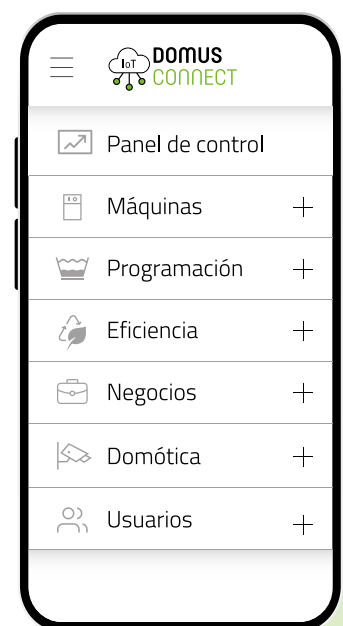 IoT
DOMUS
CONNECT
Panel de control
Máquinas
Programación
Eficiencia
Negocios
Domótica
Usuarios